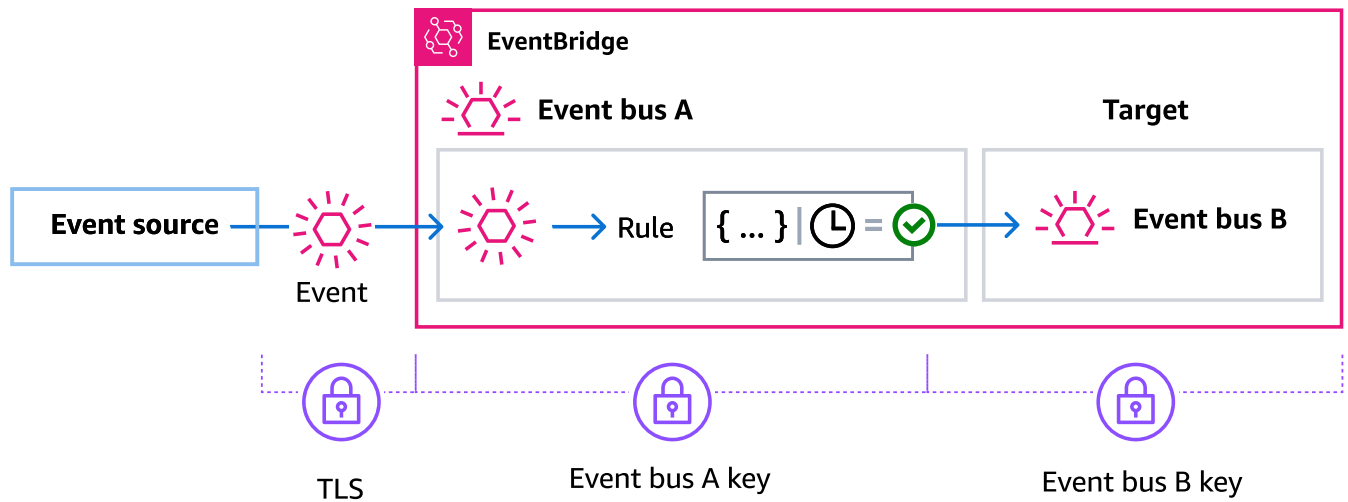 EventBridge
Event bus A
Target
Event source
Event
Rule
{ ... } | =
Event bus B
TLS
Event bus A key
Event bus B key